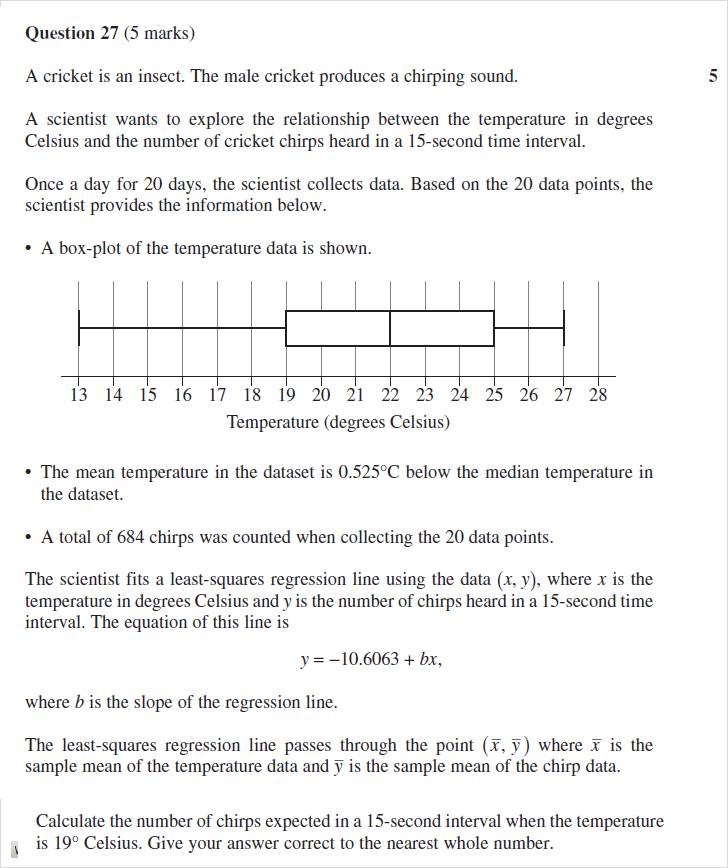 Question 27 (5 marks)
A cricket is an insect. The male cricket produces a chirping sound.
5
A scientist wants to explore the relationship between the temperature in degrees
Celsius and the number of cricket chirps heard in a 15-second time interval.
Once a day for 20 days, the scientist collects data. Based on the 20 data points, the
scientist provides the information below.
• A box-plot of the temperature data is shown.
13 14 15 16 17 18 19 20 21 22 23 24 25 26 27 28
Temperature (degrees Celsius)
• The mean temperature in the dataset is 0.525°C below the median temperature in
the dataset.
• A total of 684 chirps was counted when collecting the 20 data points.
The scientist fits a least-squares regression line using the data (x, y), where x is the
temperature in degrees Celsius and y is the number of chirps heard in a 15-second time
interval. The equation of this line is
y = −10.6063 + bx,
where b is the slope of the regression line.
The least-squares regression line passes through the point (x̅, y̅) where x̅ is the
sample mean of the temperature data and y̅ is the sample mean of the chirp data.
Calculate the number of chirps expected in a 15-second interval when the temperature
is 19° Celsius. Give your answer correct to the nearest whole number.